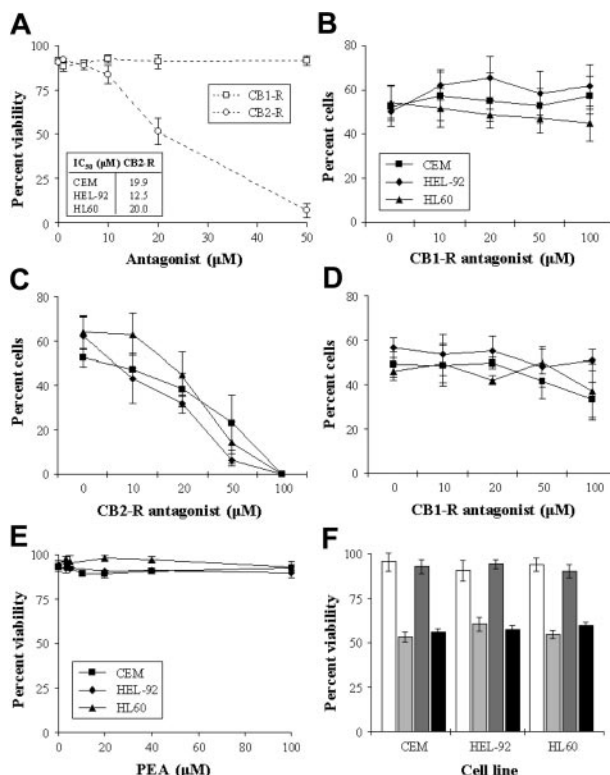 A
Percent viability
100
75
50
25
0
CB1-R
CB2-R
IC50 (μM) CB2-R
CEM 19.9
HEL-92 12.5
HL60 20.0
0 10 20 30 40 50
Antagonist (μM)
B
Percent cells
80
60
40
20
0
CEM
HEL-92
HL60
0 10 20 50 100
CB1-R antagonist (μM)
C
Percent cells
80
60
40
20
0
0 10 20 50 100
CB2-R antagonist (μM)
D
Percent cells
80
60
40
20
0
0 10 20 50 100
CB1-R antagonist (μM)
E
Percent viability
100
75
50
25
0
CEM
HEL-92
HL60
0 20 40 60 80 100
PEA (μM)
F
Percent viability
100
75
50
25
0
CEM HEL-92 HL60
Cell line